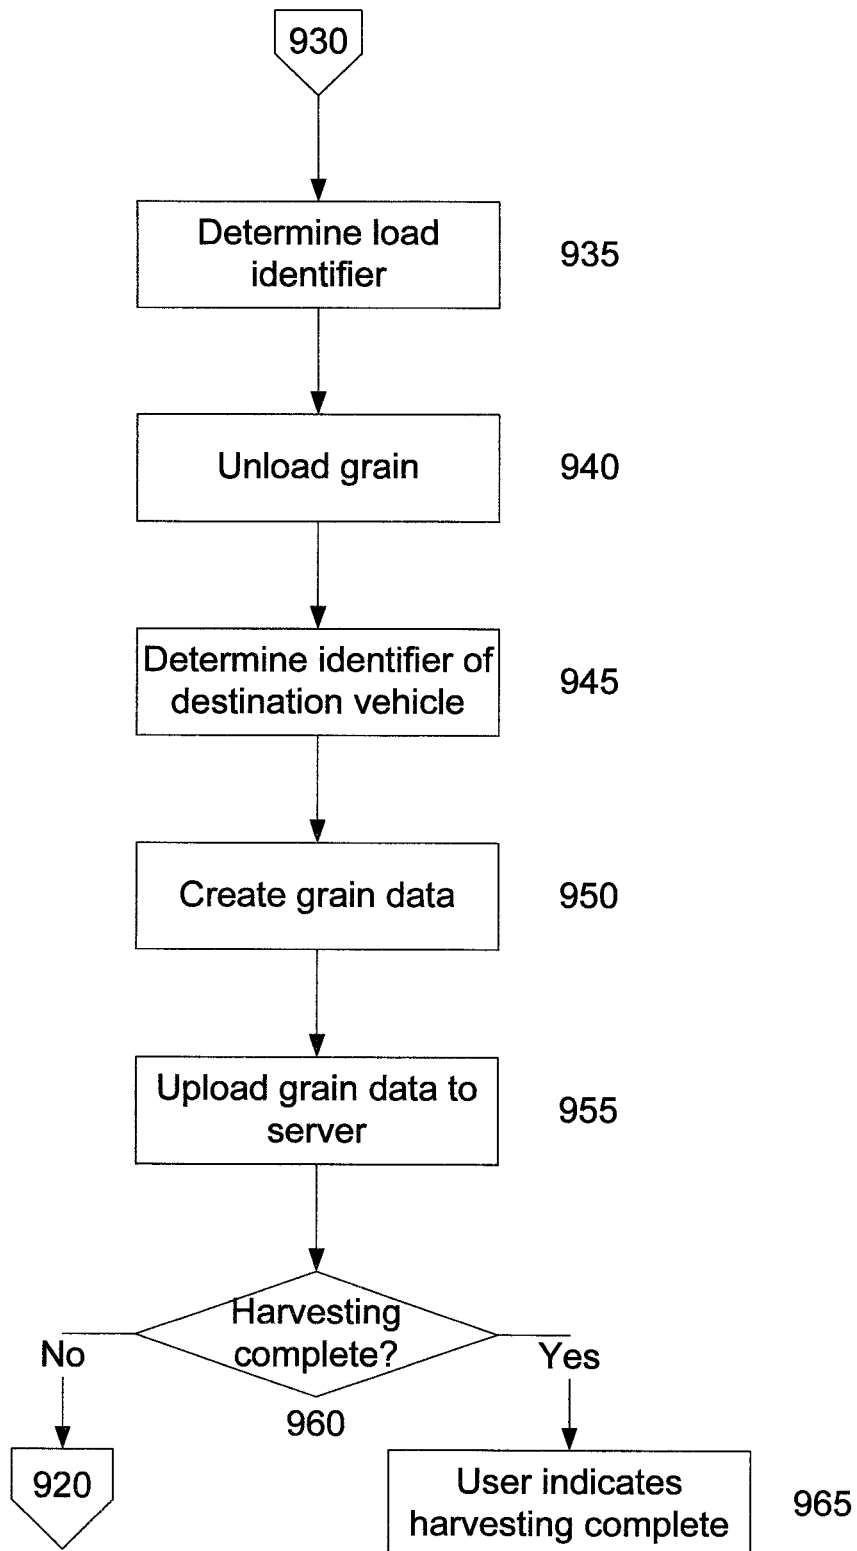 930
Determine load
identifier
935
Unload grain
940
Determine identifier of
destination vehicle
945
Create grain data
950
Upload grain data to
server
955
Harvesting
complete?
No
Yes
960
920
User indicates
harvesting complete
965